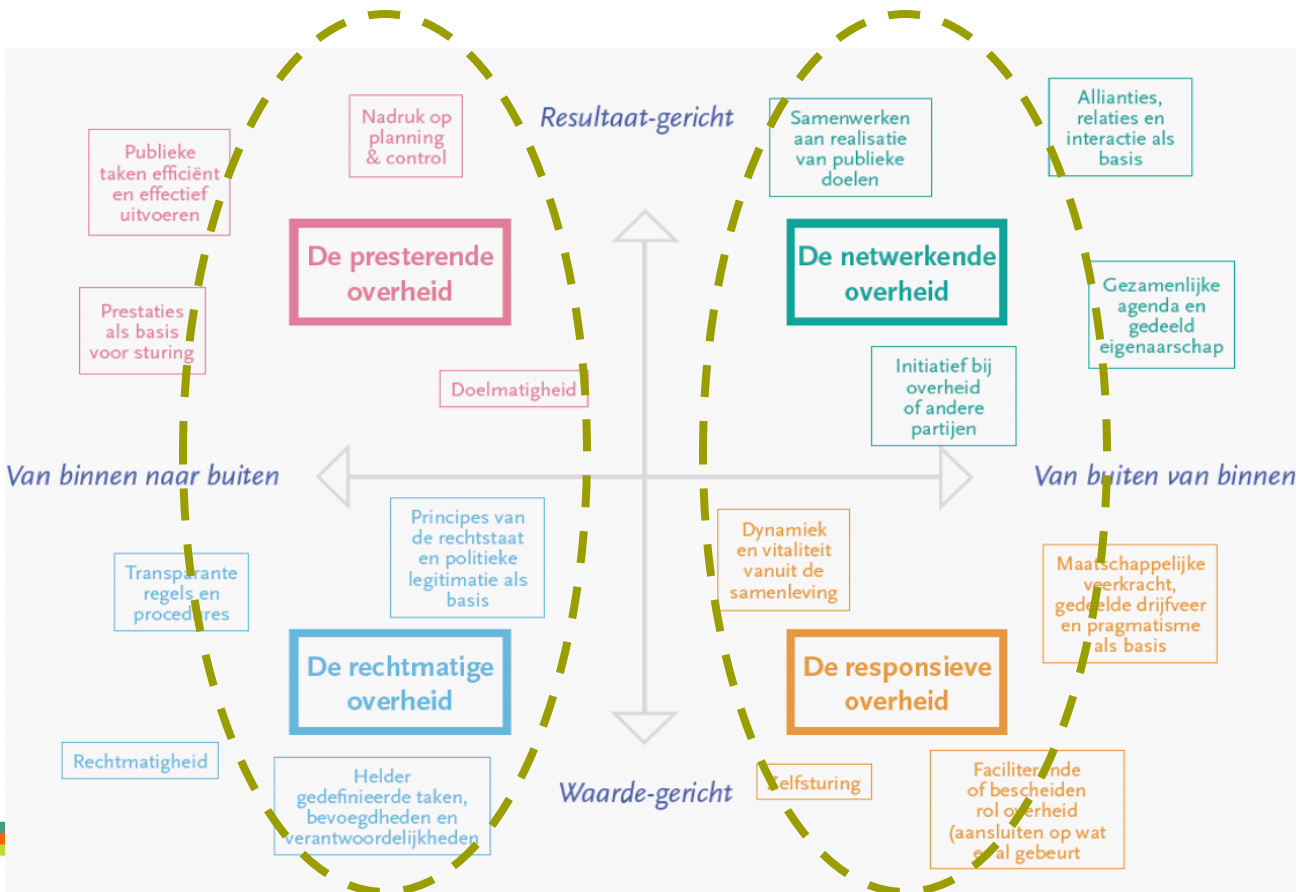 Resultaat-gericht
Publieke
taken efficiënt
en effectief
uitvoeren
Nadruk op
planning
& control
De presterende
overheid
Prestaties
als basis
voor sturing
Doelmatigheid
Samenwerken
aan realisatie
van publieke
doelen
Allianties,
relaties en
interactie als
basis
De netwerkende
overheid
Gezamenlijke
agenda en
gedeeld
eigenaarschap
Initiatief bij
overheid
of andere
partijen
Van binnen naar buiten
Van buiten van binnen
Principes van
de rechtstaat
en politieke
legitimatie als
basis
Transparante
regels en
procedures
De rechtmatige
overheid
Rechtmatigheid
Helder
gedefinieerde taken,
bevoegdheden en
verantwoordelijkheden
Dynamiek
en vitaliteit
vanuit de
samenleving
Maatschappelijke
veerkracht,
gedeelde drijfveer
en pragmatisme
als basis
De responsieve
overheid
Zelfsturing
Faciliterende
of bescheiden
rol overheid
(aansluiten op wat
er al gebeurt
Waarde-gericht